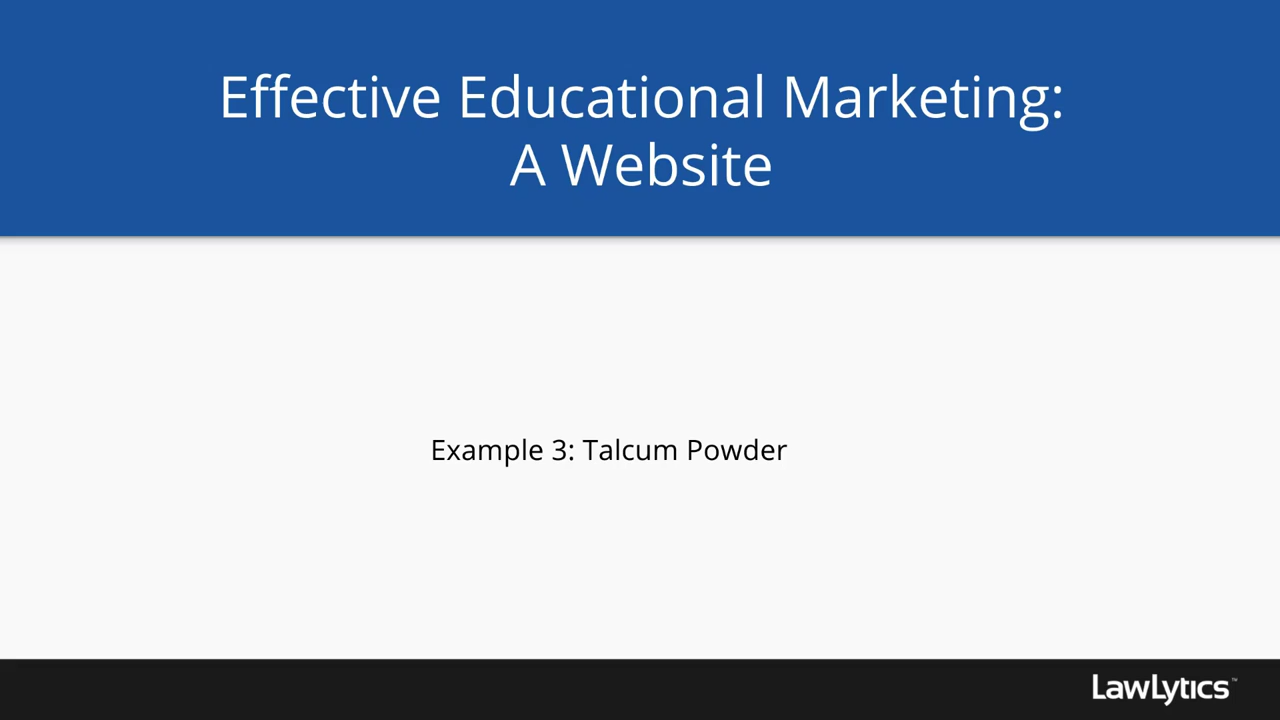 Effective Educational Marketing:
A Website
Example 3: Talcum Powder
LawLytics™